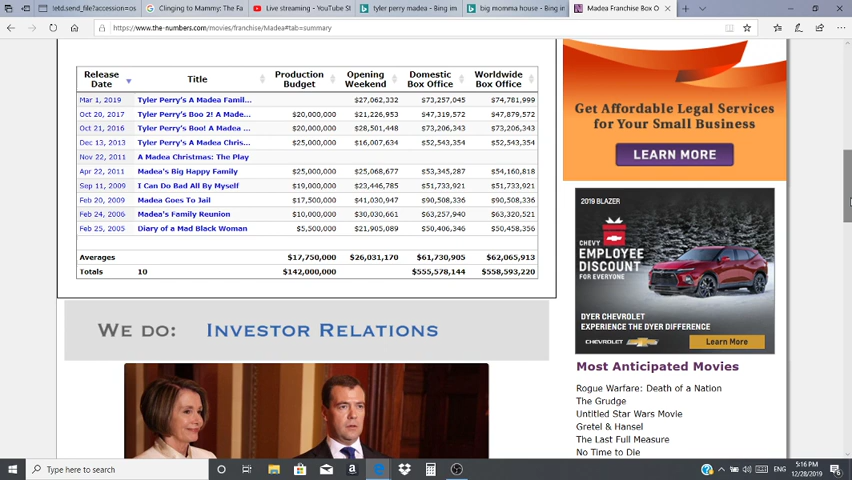 etd.send_file?accession=os
Clinging to Mammy: The Fa
Live streaming - YouTube St
tyler perry madea - Bing im
big momma house - Bing in
Madea Franchise Box O
https://www.the-numbers.com/movies/franchise/Madea#tab=summary
Release Date Title Production Budget Opening Weekend Domestic Box Office Worldwide Box Office
Mar 1, 2019 Tyler Perry's A Madea Famil... $27,062,332 $73,257,045 $74,781,999
Oct 20, 2017 Tyler Perry's Boo 2! A Made... $20,000,000 $21,226,953 $47,319,572 $47,879,572
Oct 21, 2016 Tyler Perry's Boo! A Madea ... $20,000,000 $28,501,448 $73,206,343 $73,206,343
Dec 13, 2013 Tyler Perry's A Madea Chris... $25,000,000 $16,007,634 $52,543,354 $52,543,354
Nov 22, 2011 A Madea Christmas: The Play
Apr 22, 2011 Madea's Big Happy Family $25,000,000 $25,068,677 $53,345,287 $54,160,818
Sep 11, 2009 I Can Do Bad All By Myself $19,000,000 $23,446,785 $51,733,921 $51,733,921
Feb 20, 2009 Madea Goes To Jail $17,500,000 $41,030,947 $90,508,336 $90,508,336
Feb 24, 2006 Madea's Family Reunion $10,000,000 $30,030,661 $63,257,940 $63,320,521
Feb 25, 2005 Diary of a Mad Black Woman $5,500,000 $21,905,089 $50,406,346 $50,458,356
Averages $17,750,000 $26,031,170 $61,730,905 $62,065,913
Totals 10 $142,000,000 $555,578,144 $558,593,220
WE DO: INVESTOR RELATIONS
Get Affordable Legal Services
for Your Small Business
LEARN MORE
2019 BLAZER
CHEVY
EMPLOYEE
DISCOUNT
FOR EVERYONE
DYER CHEVROLET
EXPERIENCE THE DYER DIFFERENCE
CHEVROLET
Learn More
Most Anticipated Movies
Rogue Warfare: Death of a Nation
The Grudge
Untitled Star Wars Movie
Gretel & Hansel
The Last Full Measure
No Time to Die
Type here to search
ENG
5:16 PM
12/28/2019